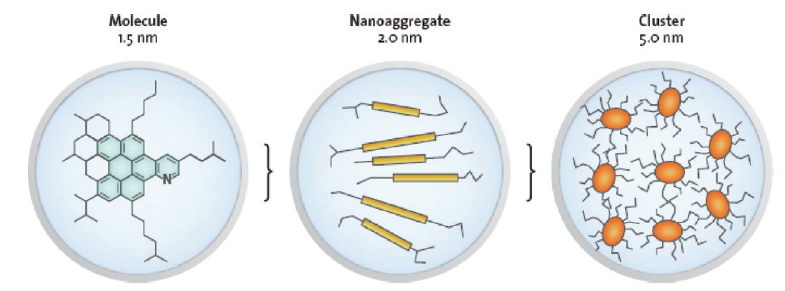 Molecule
1.5 nm
Nanoaggregate
2.0 nm
Cluster
5.0 nm
N